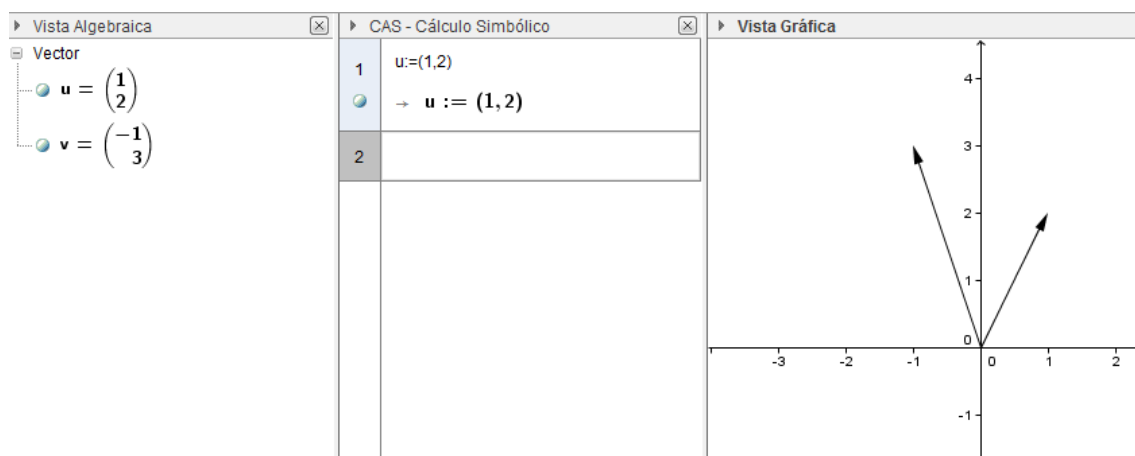 Vista Algebraica
Vector
u = (1 2)
v = (−1 3)
CAS - Cálculo Simbólico
1
u:=(1,2)
→ u := (1, 2)
2
Vista Gráfica
4
3
2
1
0
-3 -2 -1 0 1 2
-1